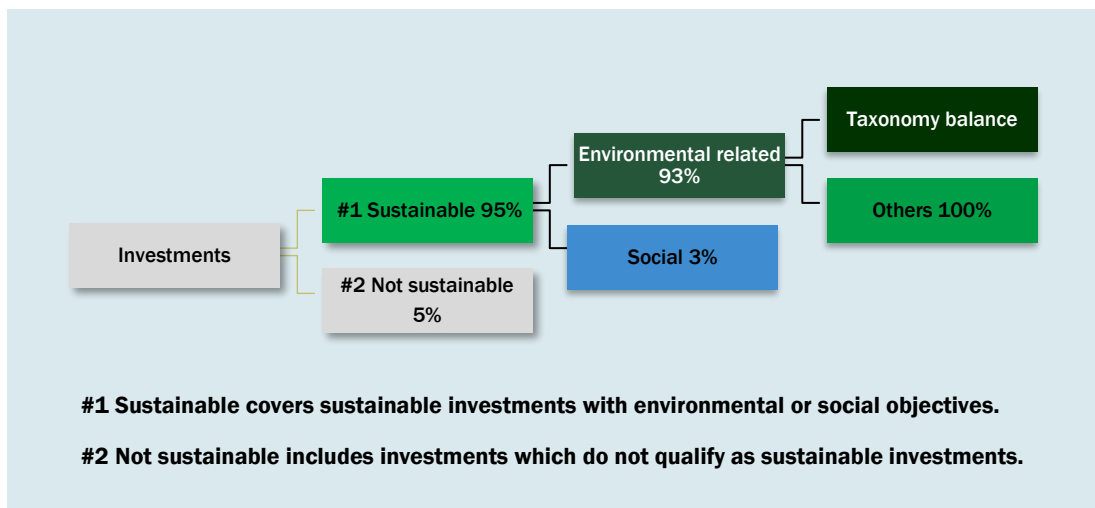 Taxonomy balance
Environmental related
93%
#1 Sustainable 95%
Others 100%
Investments
Social 3%
#2 Not sustainable
5%
#1 Sustainable covers sustainable investments with environmental or social objectives.
#2 Not sustainable includes investments which do not qualify as sustainable investments.